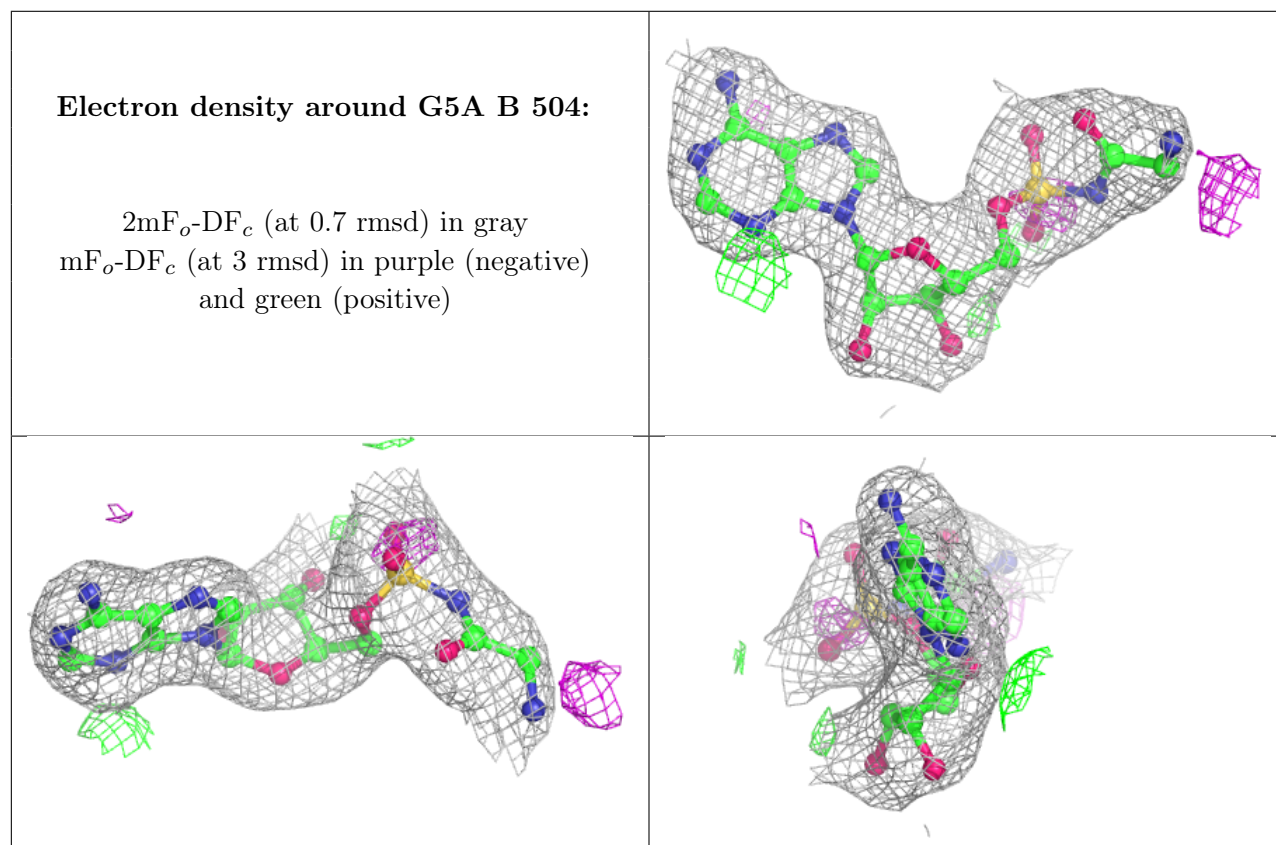 Electron density around G5A B 504:
2mFo-DFc (at 0.7 rmsd) in gray
mFo-DFc (at 3 rmsd) in purple (negative)
and green (positive)